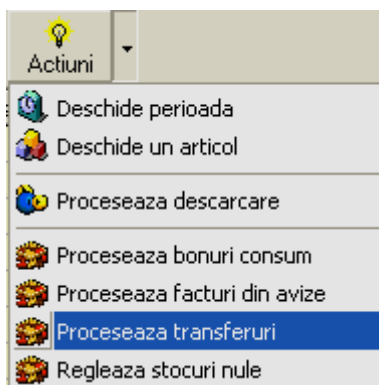 Actiuni
Deschide perioada
Deschide un articol
Proceseaza descarcare
Proceseaza bonuri consum
Proceseaza facturi din avize
Proceseaza transferuri
Regleaza stocuri nule